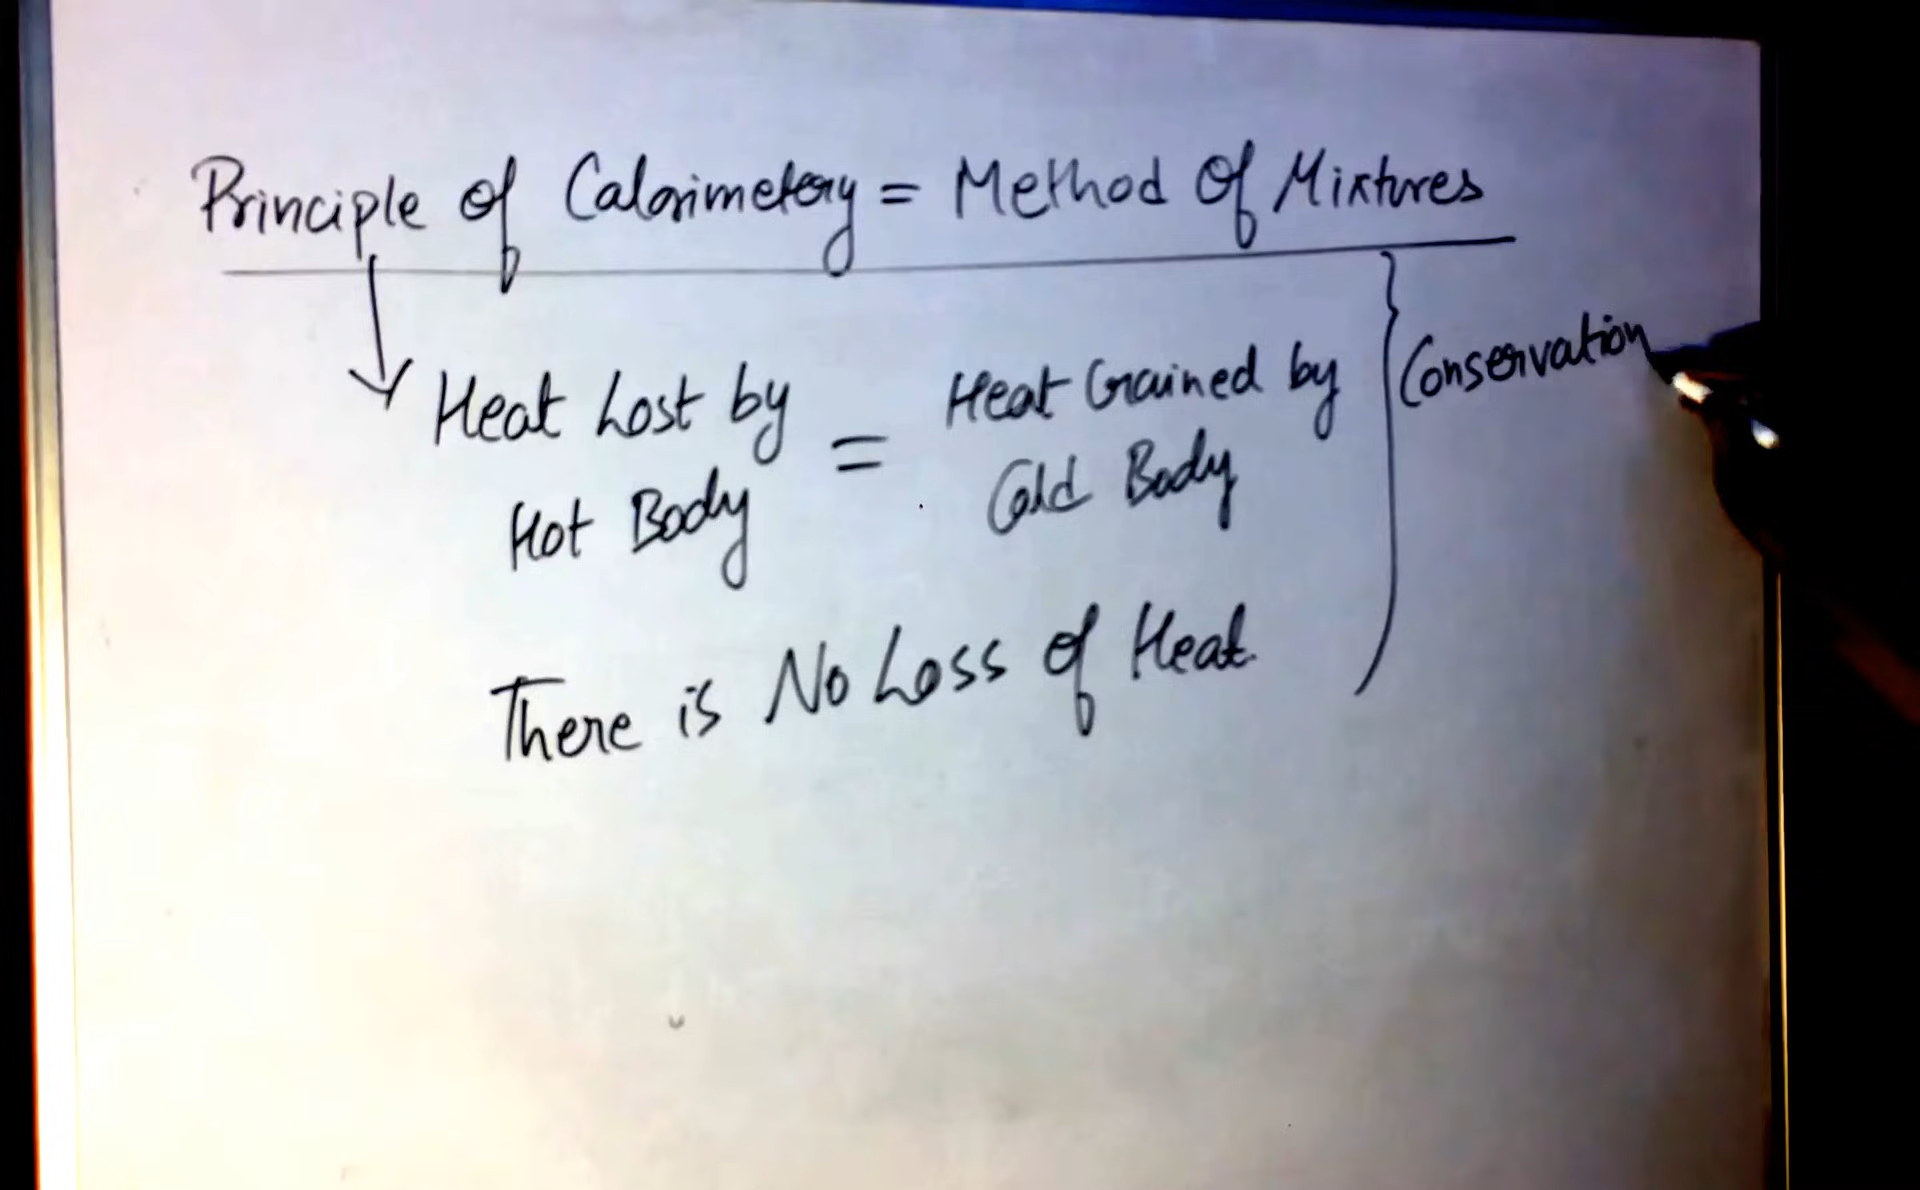 Principle of Calorimetery = Method Of Mixtures
Heat Lost by = Heat Gained by
Hot Body Cold Body
Conservation
There is No Loss of Heat